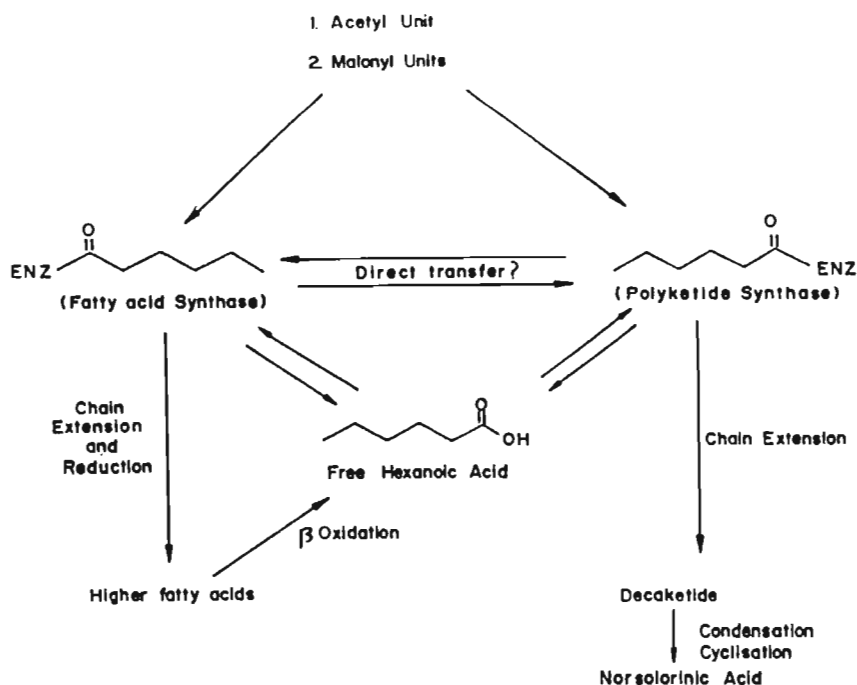 1. Acetyl Unit
2. Malonyl Units
O
ENZ
(Fatty acid Synthase)
Direct transfer?
O
ENZ
(Polyketide Synthase)
Chain
Extension
and
Reduction
O
OH
Free Hexanoic Acid
Chain Extension
β Oxidation
Higher fatty acids
Decaketide
Condensation
Cyclisation
Norsolorinic Acid